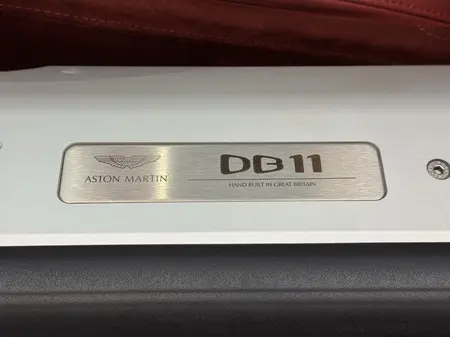 ASTON MARTIN
DB11
HAND BUILT IN GREAT BRITAIN